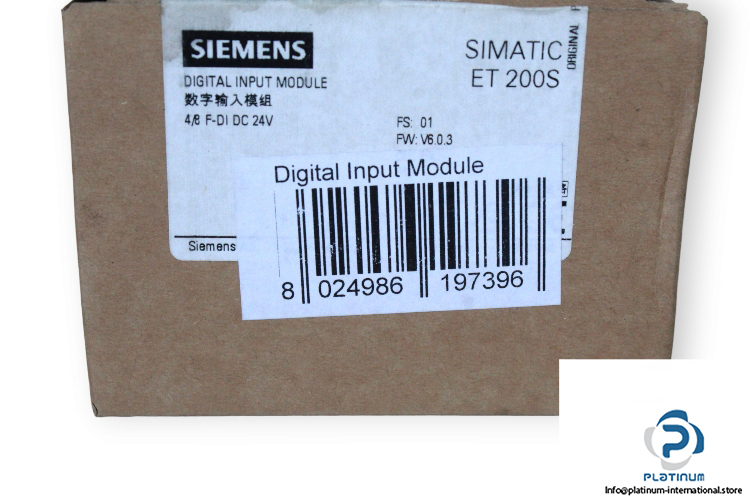 SIEMENS
SIMATIC
ET 200S
ORIGINAL
DIGITAL INPUT MODULE
数字输入模组
4/8 F-DI DC 24V
FS: 01
FW: V6.0.3
Digital Input Module
Siemens
8 024986 197396
PLATINUM
Info@platinum-international.store